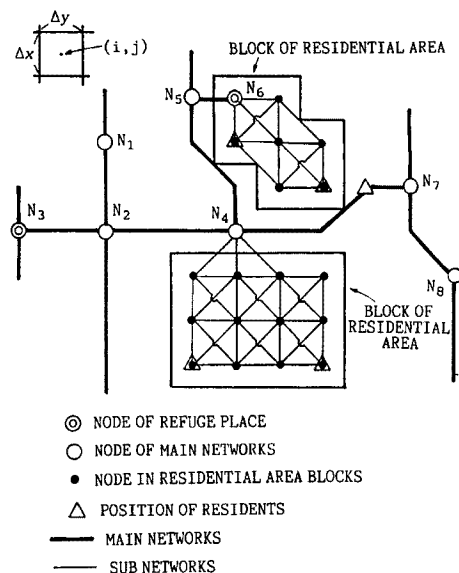 Δy
Δx
(i,j)
BLOCK OF RESIDENTIAL AREA
N5
N6
N1
N7
N3
N2
N4
N8
BLOCK OF
RESIDENTIAL
AREA
NODE OF REFUGE PLACE
NODE OF MAIN NETWORKS
NODE IN RESIDENTIAL AREA BLOCKS
POSITION OF RESIDENTS
MAIN NETWORKS
SUB NETWORKS